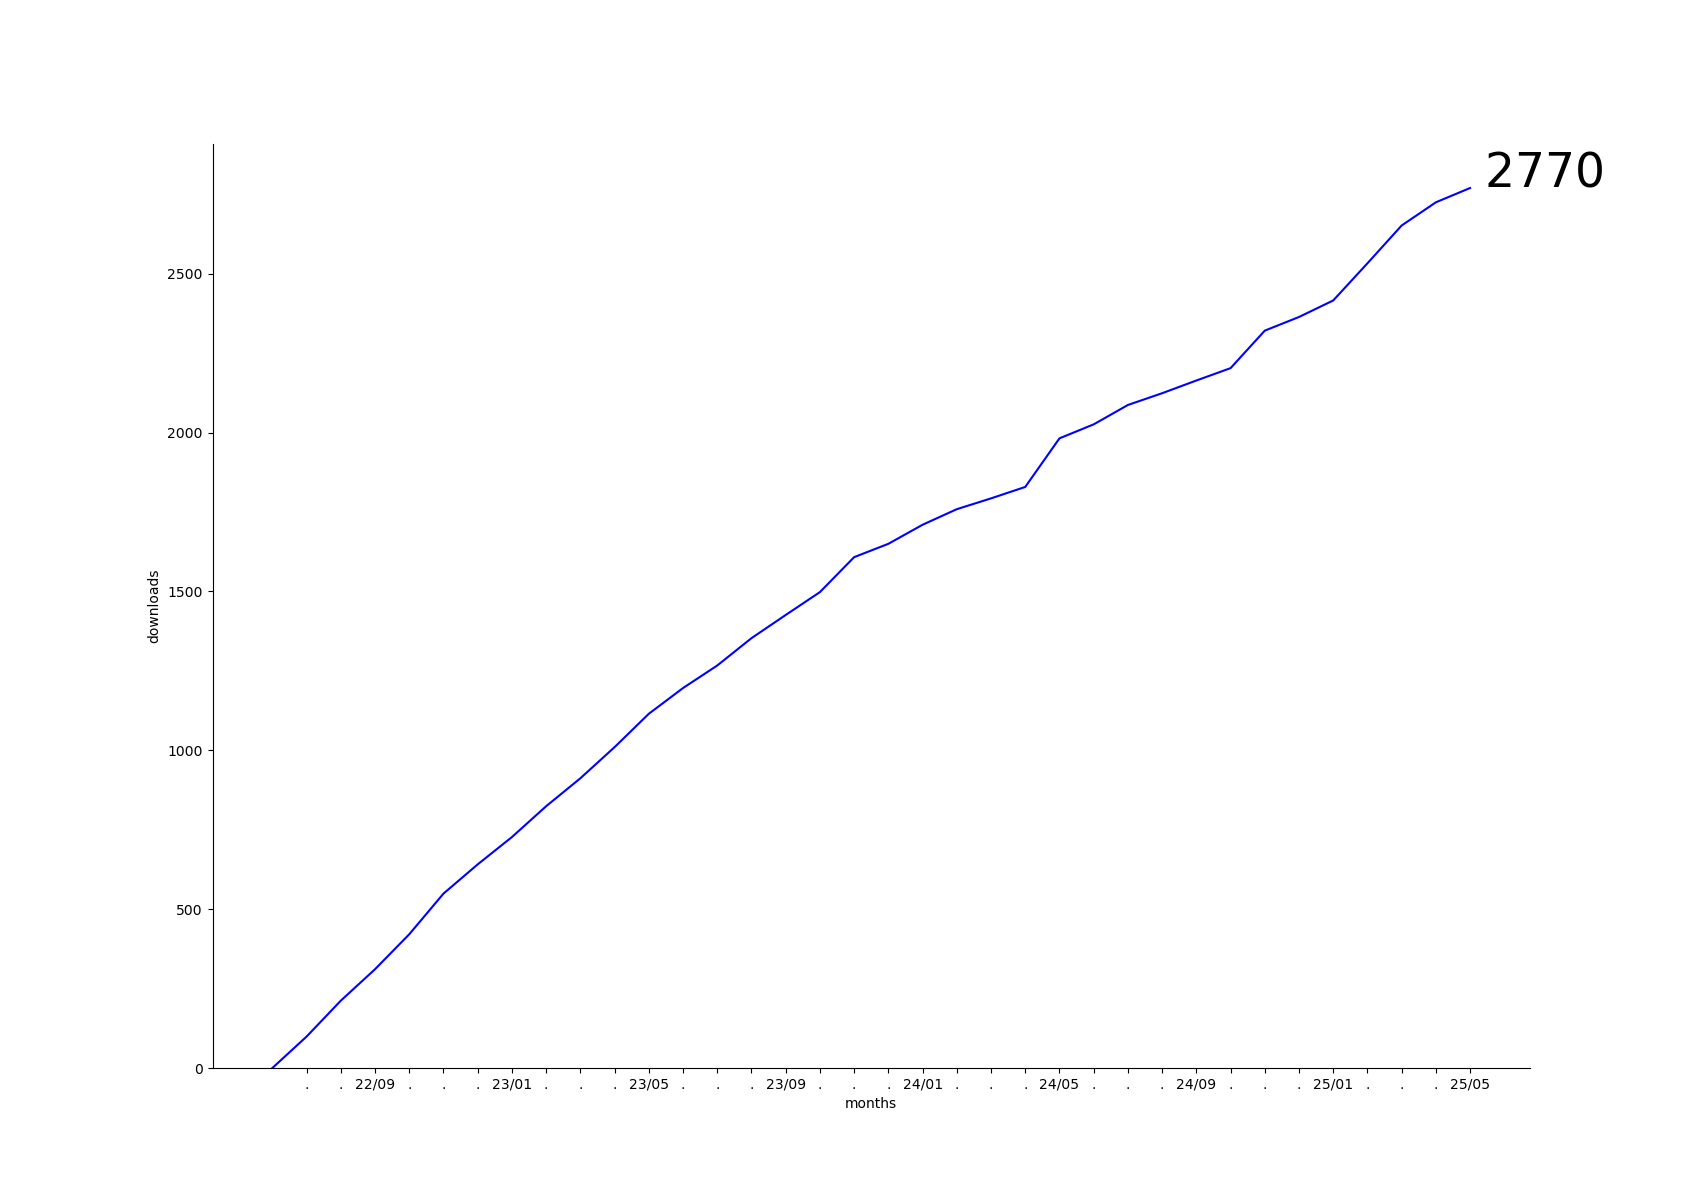 2770
2500
2000
1500
1000
500
0
downloads
. . 22/09 . . . 23/01 . . . 23/05 . . . 23/09 . . . 24/01 . . . 24/05 . . . 24/09 . . . 25/01 . . . 25/05
months